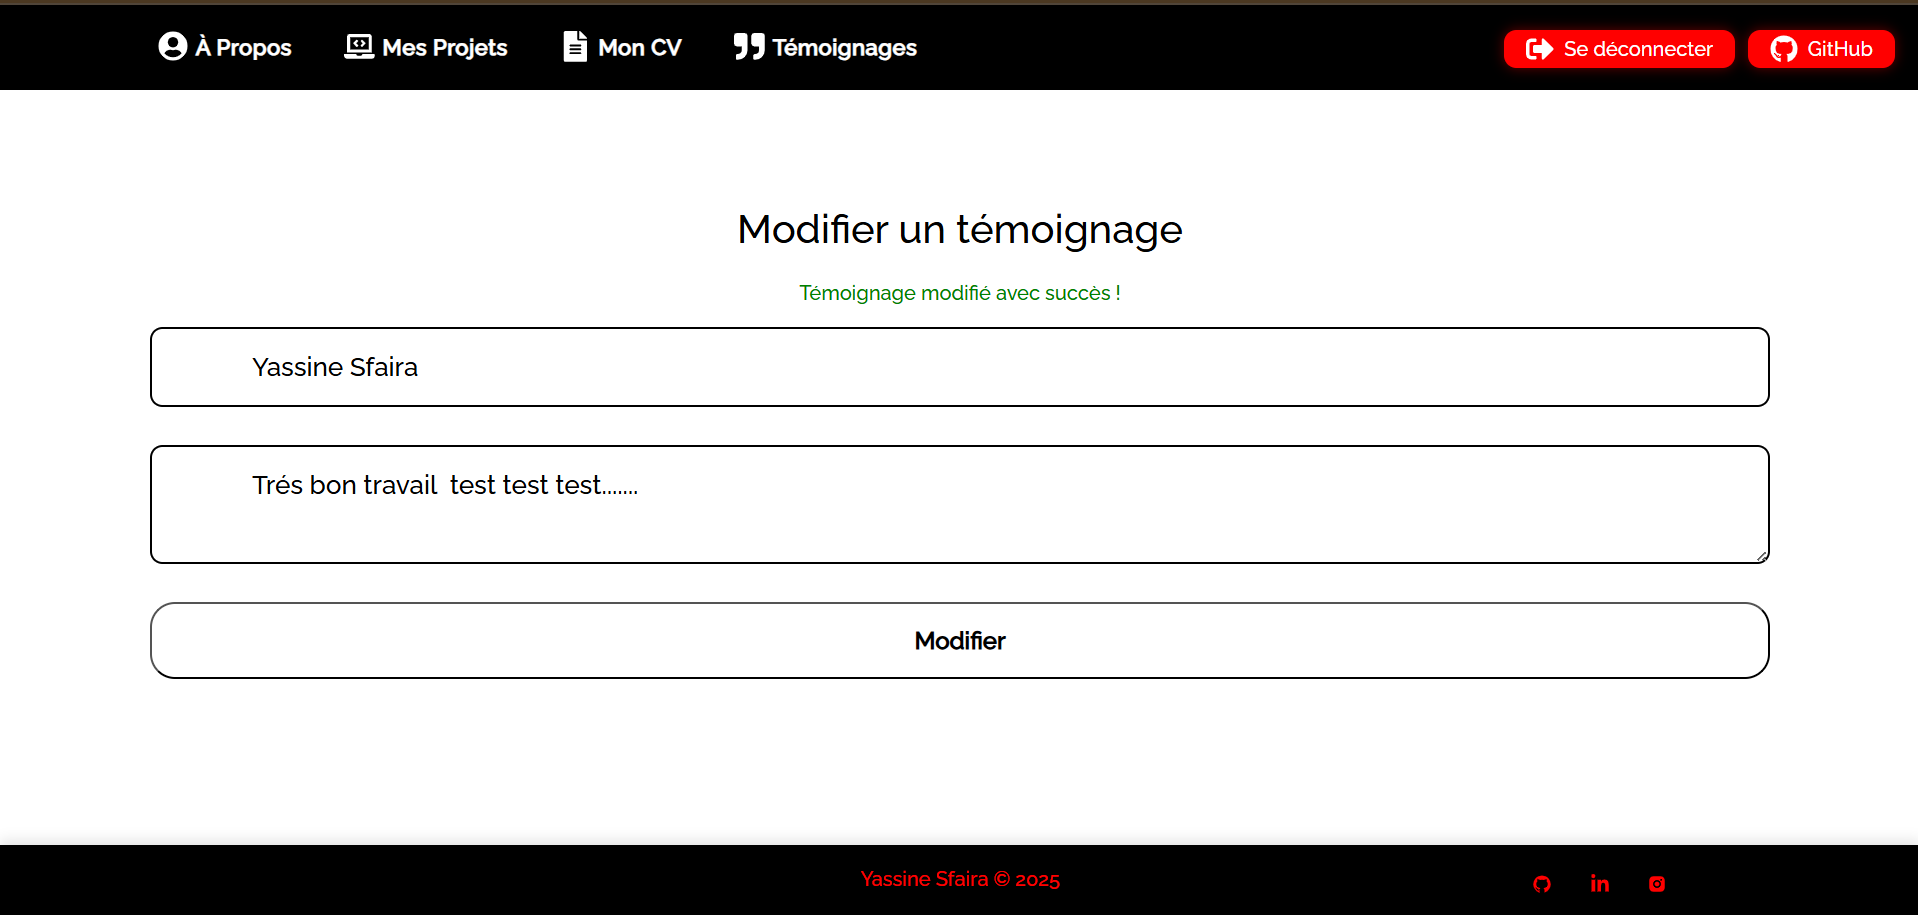 À Propos Mes Projets Mon CV Témoignages Se déconnecter GitHub
Modifier un témoignage
Témoignage modifié avec succès !
Yassine Sfaira
Trés bon travail  test test test.......
Modifier
Yassine Sfaira © 2025 in